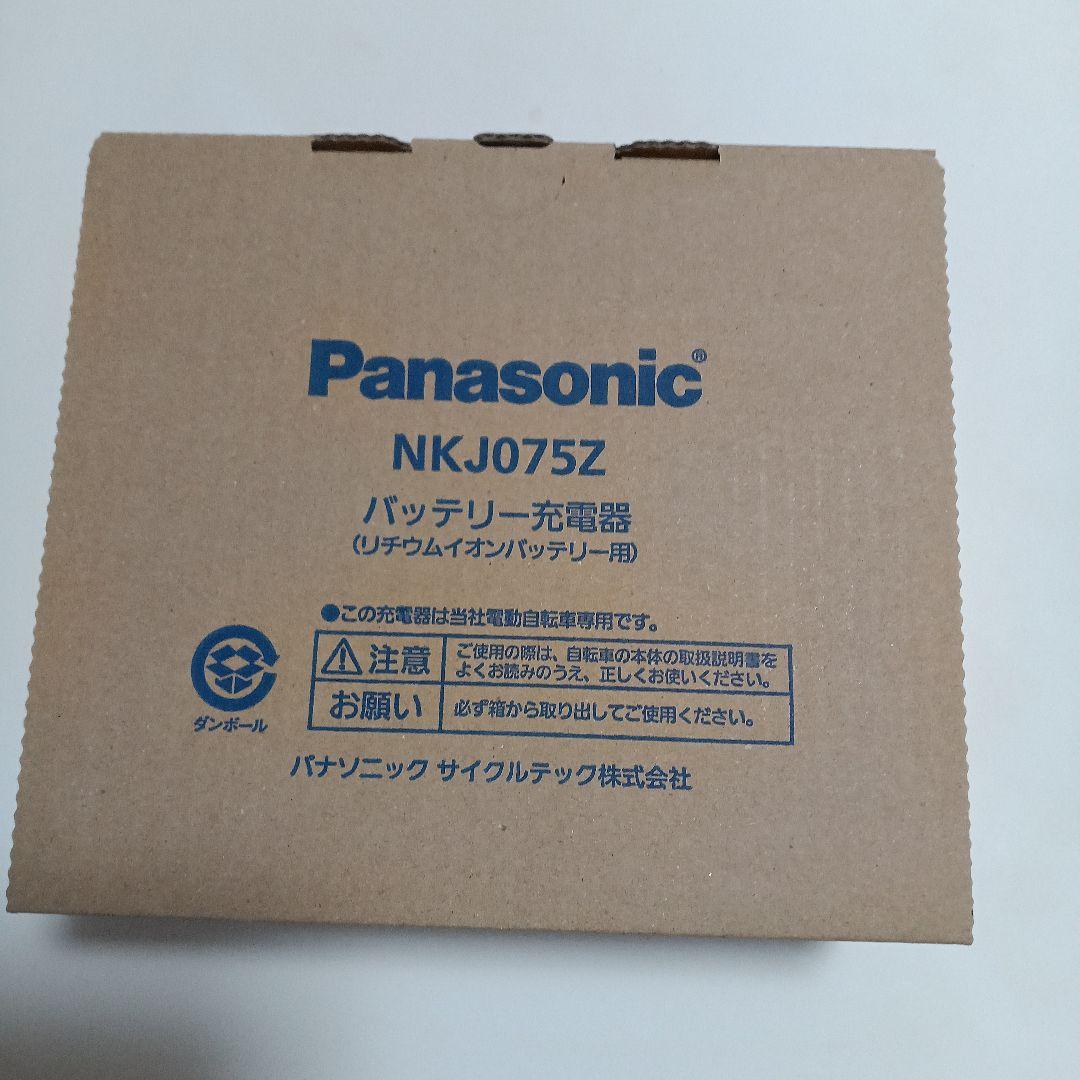 Panasonic®
NKJ075Z
バッテリー充電器
(リチウムイオンバッテリー用)
●この充電器は当社電動自転車専用です。
注意
ご使用の際は、自転車の本体の取扱説明書を
よくお読みのうえ、正しくお使いください。
お願い
必ず箱から取り出してご使用ください。
ダンボール
パナソニック サイクルテック株式会社